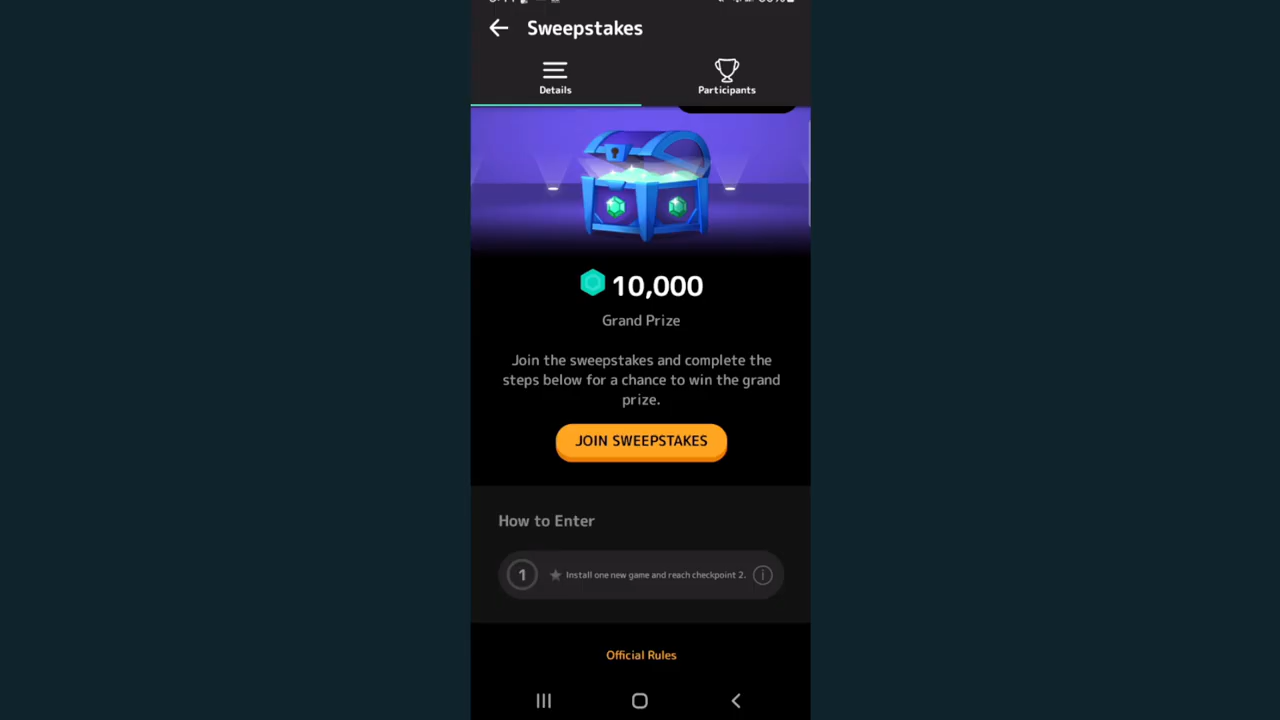 Sweepstakes
Details
Participants
10,000
Grand Prize
Join the sweepstakes and complete the
steps below for a chance to win the grand
prize.
JOIN SWEEPSTAKES
How to Enter
1
Install one new game and reach checkpoint 2.
Official Rules